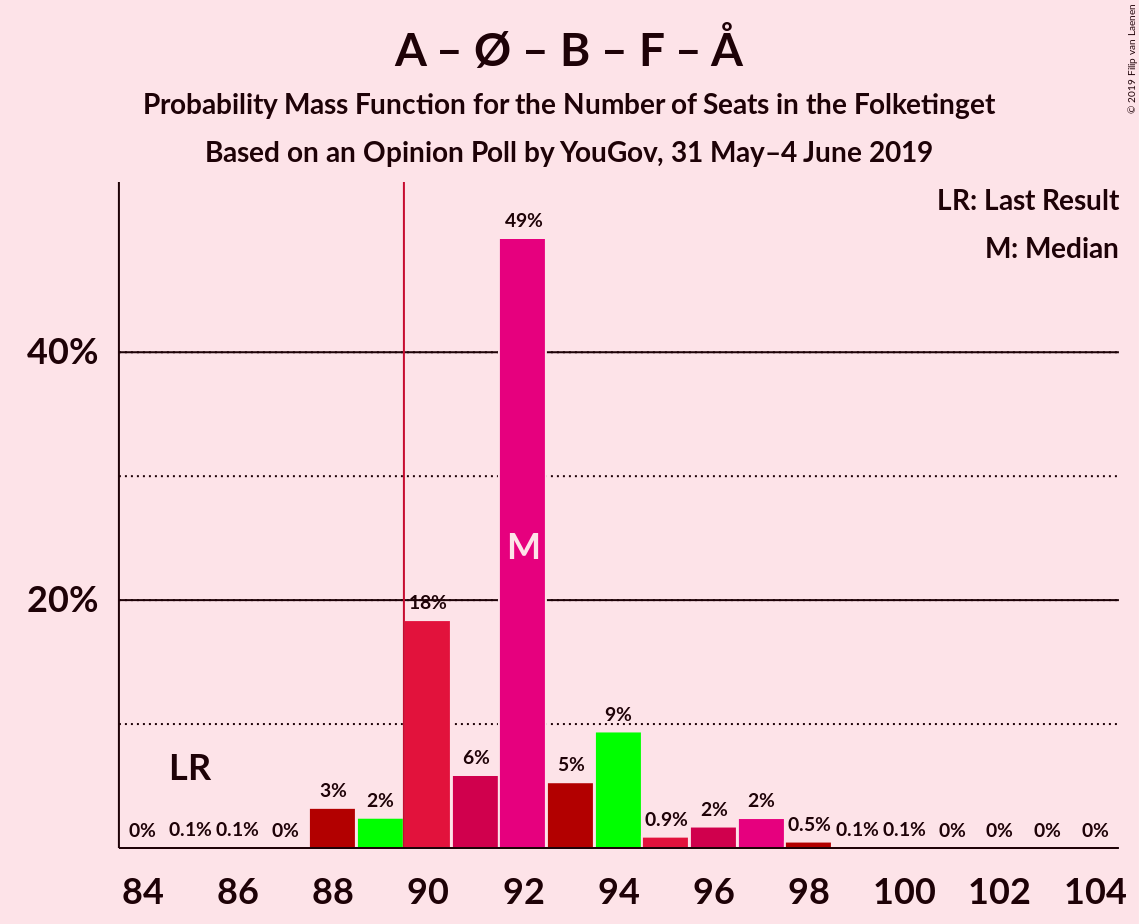 A – Ø – B – F – Å
Probability Mass Function for the Number of Seats in the Folketinget
Based on an Opinion Poll by YouGov, 31 May–4 June 2019
© 2019 Filip van Laenen
LR: Last Result
M: Median
49%
40%
M
20%
18%
9%
LR
6%
5%
3%
2%
2%
2%
0.9%
0.5%
0%
0.1%
0.1%
0%
0.1%
0.1%
0%
0%
0%
0%
84 86 88 90 92 94 96 98 100 102 104